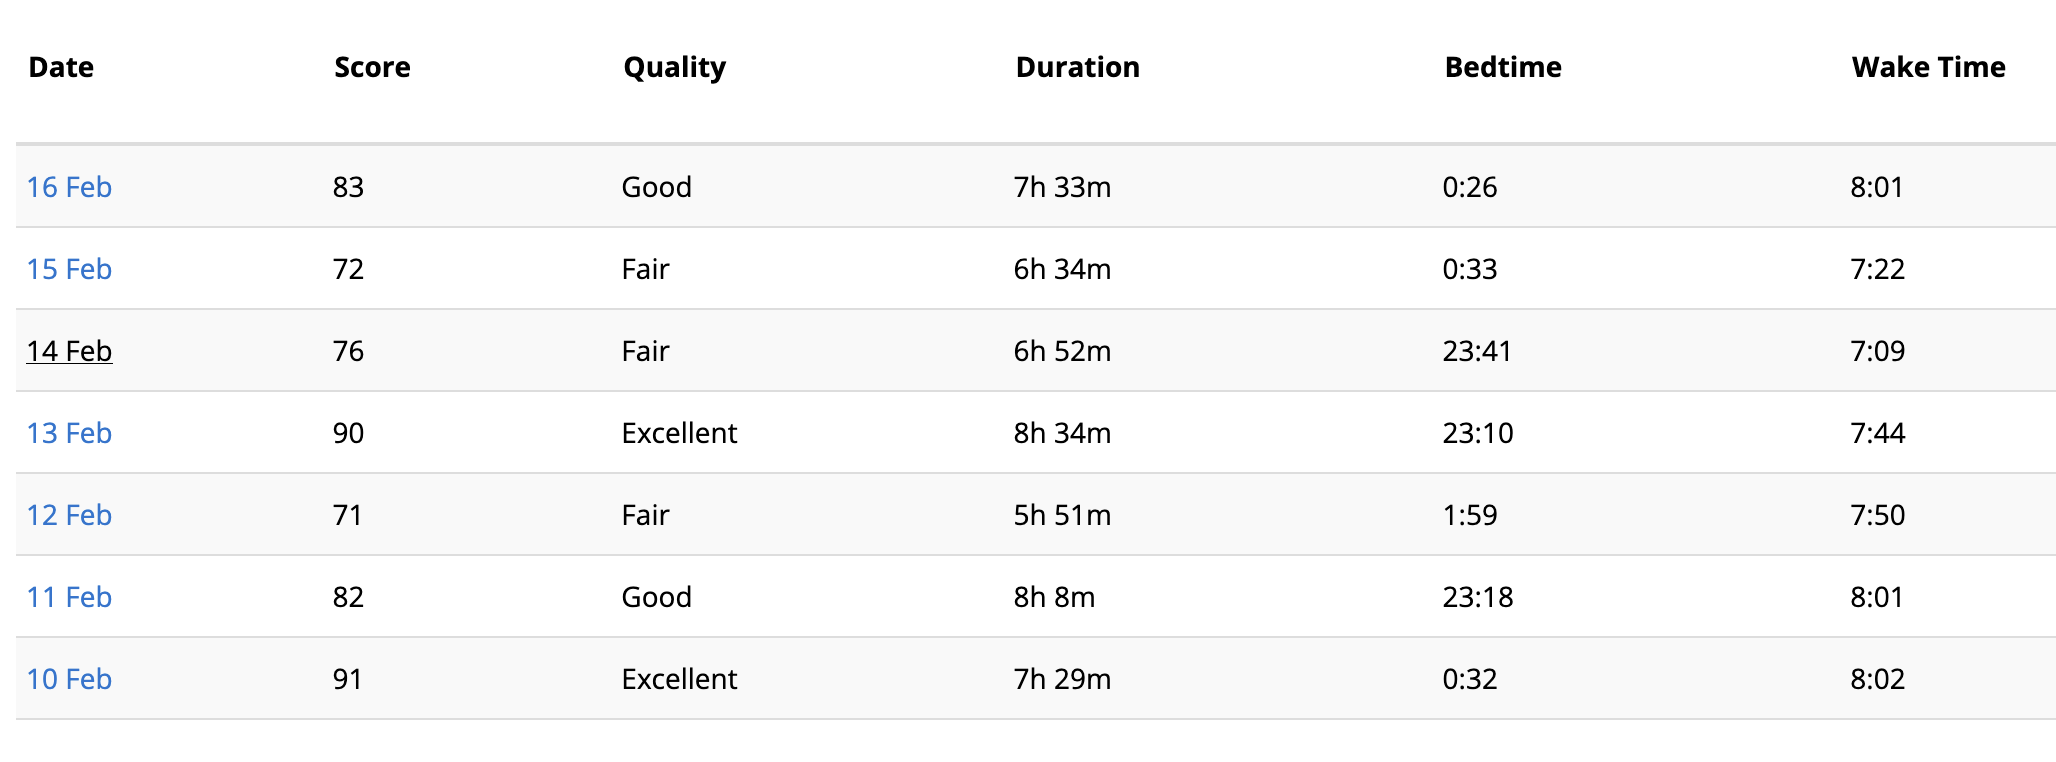 Date Score Quality Duration Bedtime Wake Time
16 Feb 83 Good 7h 33m 0:26 8:01
15 Feb 72 Fair 6h 34m 0:33 7:22
14 Feb 76 Fair 6h 52m 23:41 7:09
13 Feb 90 Excellent 8h 34m 23:10 7:44
12 Feb 71 Fair 5h 51m 1:59 7:50
11 Feb 82 Good 8h 8m 23:18 8:01
10 Feb 91 Excellent 7h 29m 0:32 8:02